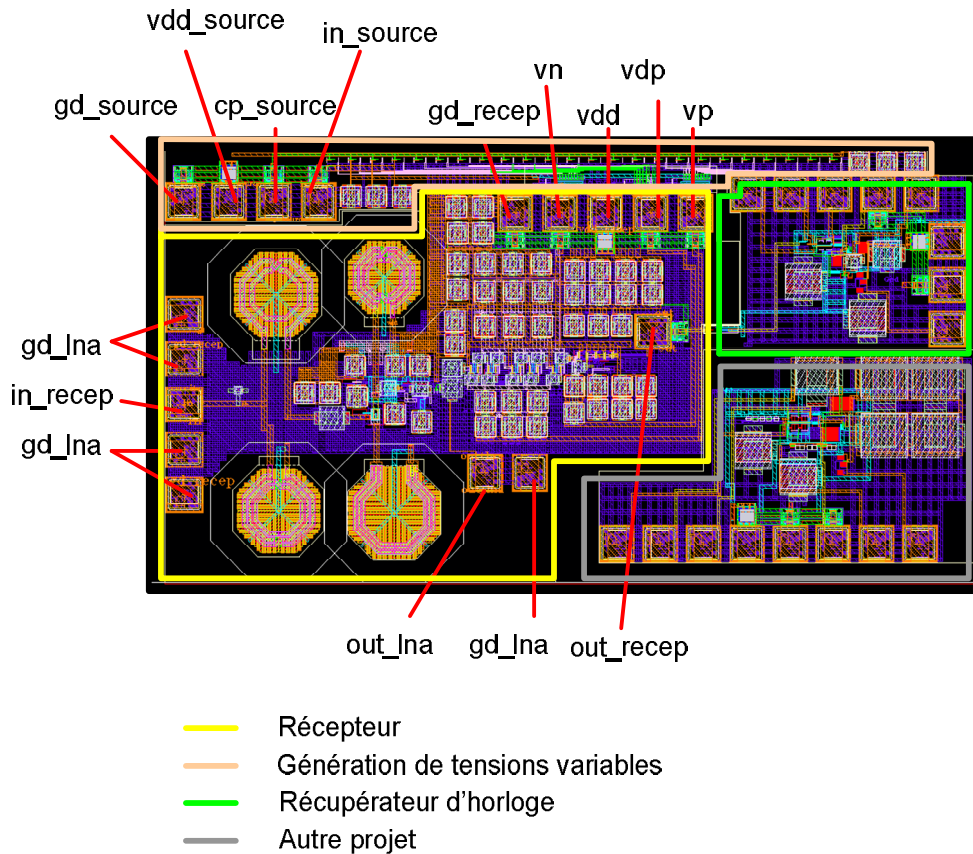 vdd_source
in_source
gd_source
cp_source
vn
vdp
gd_recep
vdd
vp
gd_lna
in_recep
gd_lna
out_lna
gd_lna
out_recep
Récepteur
Génération de tensions variables
Récupérateur d'horloge
Autre projet